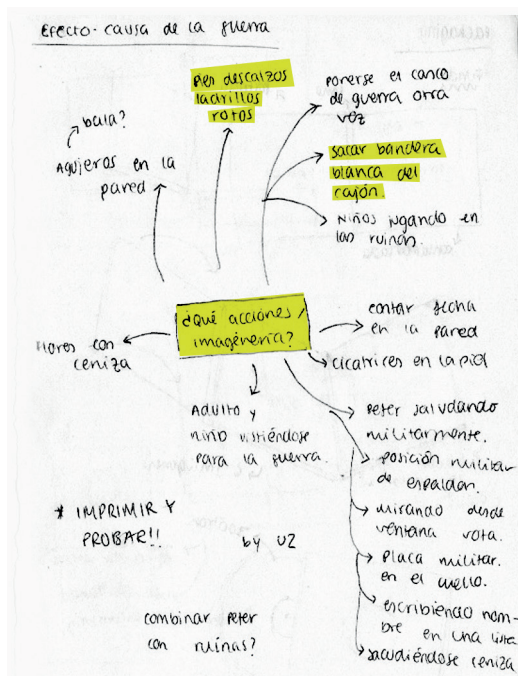 Efecto-causa de la guerra
Pies descalzos
ladrillos
rotos
Ponerse el casco
de guerra otra
vez
bala?
Agujeros en la
pared
sacar bandera
blanca del
cajón.
Niños jugando en
las ruinas.
¿Qué acciones/
imaginería?
contar fecha
en la pared
Flores con
ceniza
cicatrices en la piel
Adulto y
niño vistiéndose
para la guerra.
Peter saludando
militarmente.
posición militar
de espaldas.
mirando desde
ventana rota.
Placa militar.
en el cuello.
escribiendo nom-
bre en una lista
sacudiéndose ceniza
* IMPRIMIR Y
PROBAR!!
by UZ
combinar Peter
con ruinas?